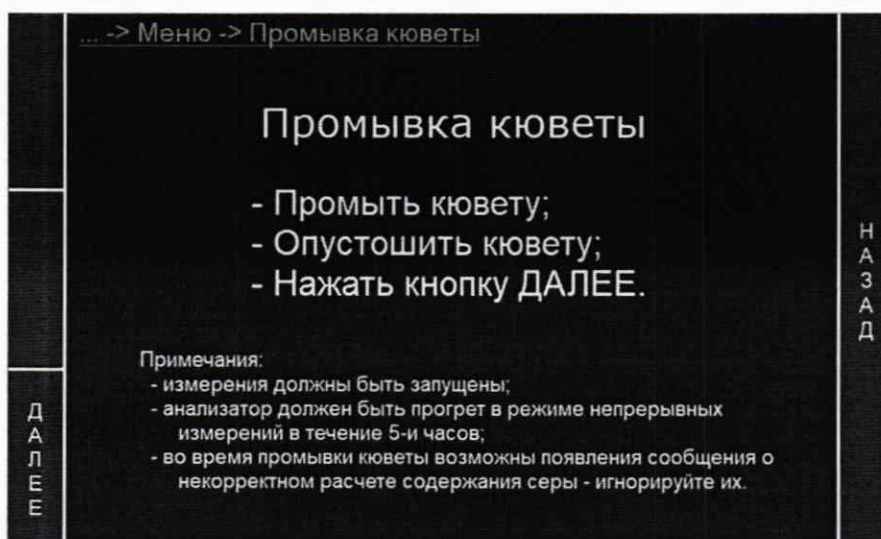 ... -> Меню -> Промывка кюветы
Промывка кюветы
- Промыть кювету;
- Опустошить кювету;
- Нажать кнопку ДАЛЕЕ.
Примечания:
- измерения должны быть запущены;
- анализатор должен быть прогрет в режиме непрерывных
измерений в течение 5-и часов;
- во время промывки кюветы возможны появления сообщения о
некорректном расчете содержания серы - игнорируйте их.
ДАЛЕЕ
НАЗАД